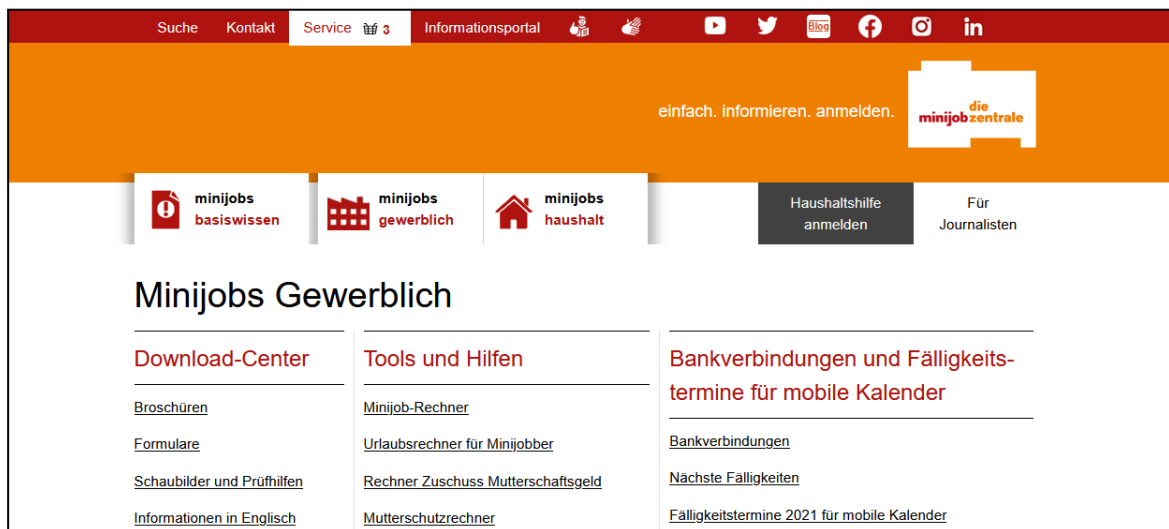 Suche Kontakt Service 3 Informationsportal Blog in
einfach. informieren. anmelden.
die
minijobzentrale
minijobs
basiswissen
minijobs
gewerblich
minijobs
haushalt
Haushaltshilfe
anmelden
Für
Journalisten
Minijobs Gewerblich
Download-Center
Broschüren
Formulare
Schaubilder und Prüfhilfen
Informationen in Englisch
Tools und Hilfen
Minijob-Rechner
Urlaubsrechner für Minijobber
Rechner Zuschuss Mutterschaftsgeld
Mutterschutzrechner
Bankverbindungen und Fälligkeits-
termine für mobile Kalender
Bankverbindungen
Nächste Fälligkeiten
Fälligkeitstermine 2021 für mobile Kalender